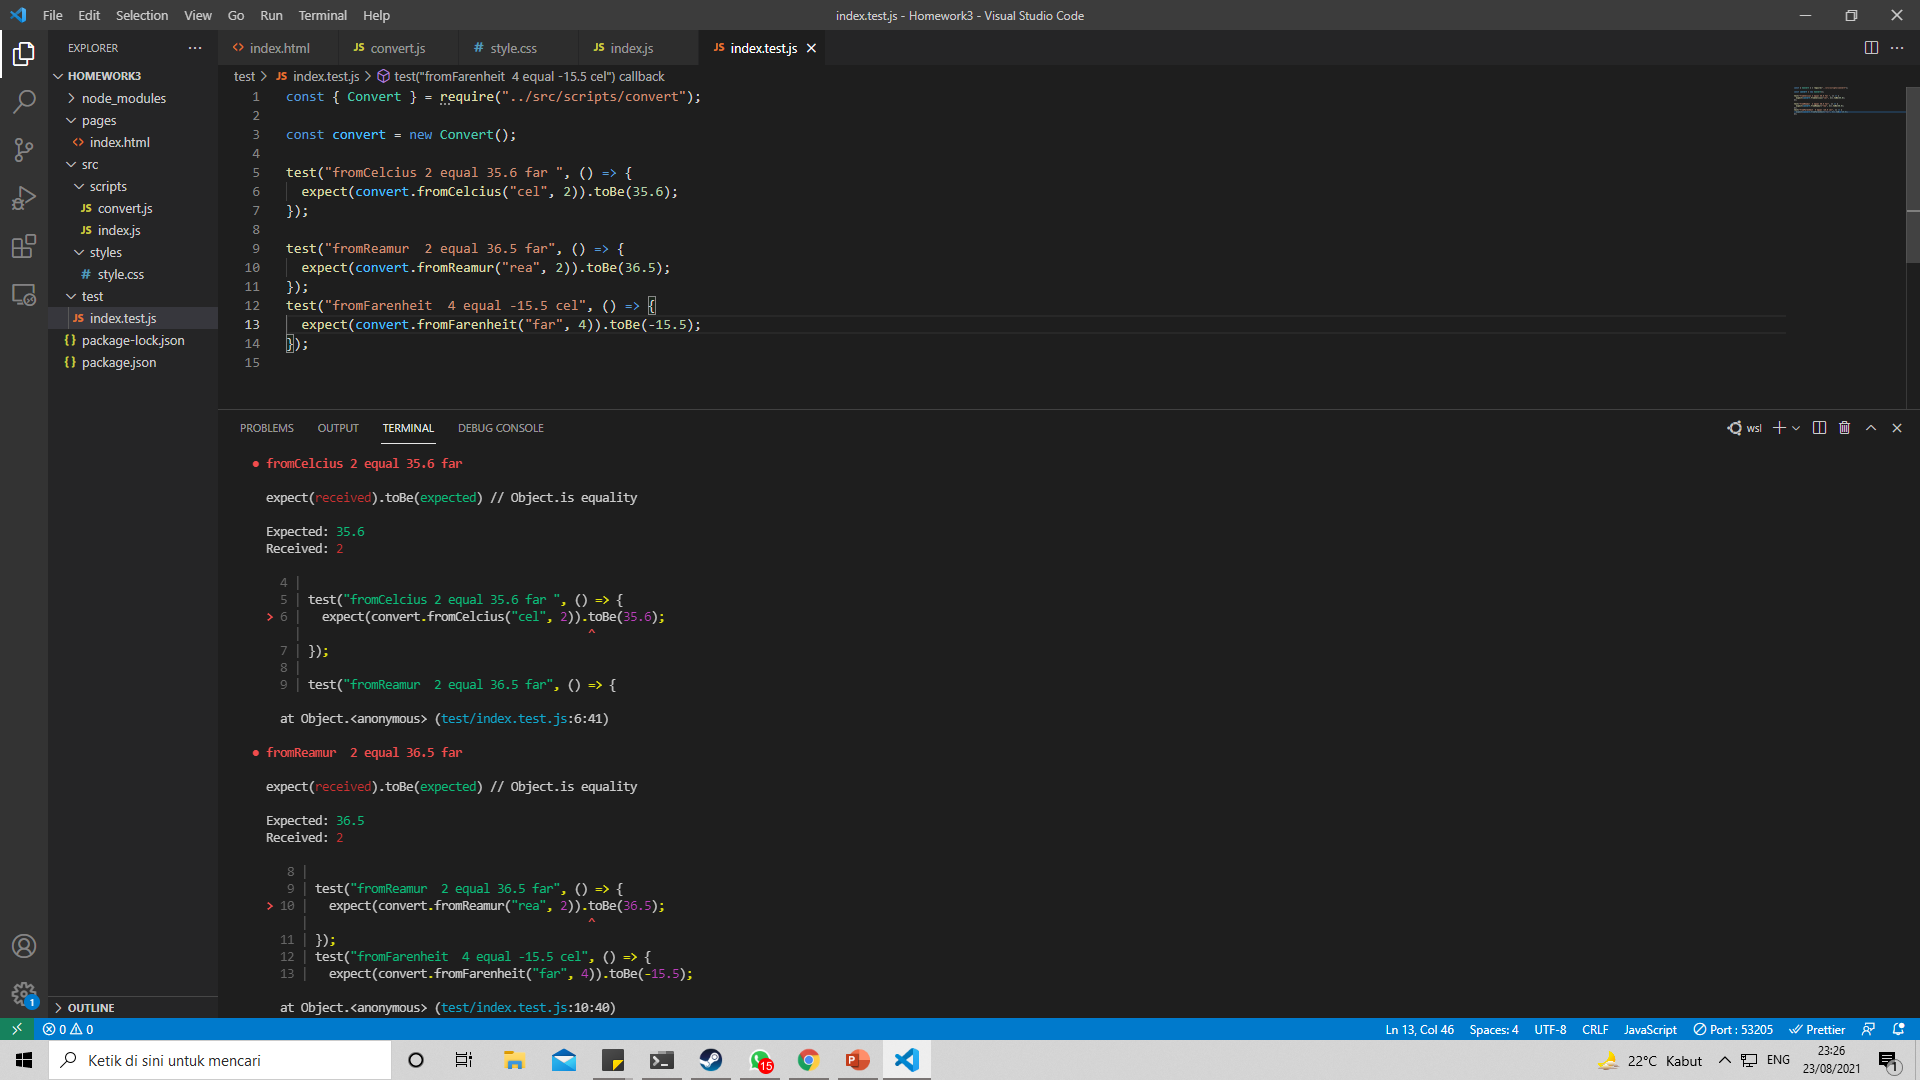 File Edit Selection View Go Run Terminal Help
index.test.js - Homework3 - Visual Studio Code
EXPLORER
HOMEWORK3
node_modules
pages
<> index.html
src
scripts
JS convert.js
JS index.js
styles
# style.css
test
JS index.test.js
{} package-lock.json
{} package.json
OUTLINE
<> index.html JS convert.js # style.css JS index.js JS index.test.js
test > JS index.test.js > test("fromFarenheit  4 equal -15.5 cel") callback
1 const { Convert } = require("../src/scripts/convert");
2
3 const convert = new Convert();
4
5 test("fromCelcius 2 equal 35.6 far ", () => {
6 expect(convert.fromCelcius("cel", 2)).toBe(35.6);
7 });
8
9 test("fromReamur  2 equal 36.5 far", () => {
10 expect(convert.fromReamur("rea", 2)).toBe(36.5);
11 });
12 test("fromFarenheit  4 equal -15.5 cel", () => {
13 expect(convert.fromFarenheit("far", 4)).toBe(-15.5);
14 });
15
PROBLEMS OUTPUT TERMINAL DEBUG CONSOLE
wsl
● fromCelcius 2 equal 35.6 far
expect(received).toBe(expected) // Object.is equality
Expected: 35.6
Received: 2
4 |
5 | test("fromCelcius 2 equal 35.6 far ", () => {
> 6 | expect(convert.fromCelcius("cel", 2)).toBe(35.6);
| ^
7 | });
8 |
9 | test("fromReamur  2 equal 36.5 far", () => {
at Object.<anonymous> (test/index.test.js:6:41)
● fromReamur  2 equal 36.5 far
expect(received).toBe(expected) // Object.is equality
Expected: 36.5
Received: 2
8 |
9 | test("fromReamur  2 equal 36.5 far", () => {
> 10 | expect(convert.fromReamur("rea", 2)).toBe(36.5);
| ^
11 | });
12 | test("fromFarenheit  4 equal -15.5 cel", () => {
13 | expect(convert.fromFarenheit("far", 4)).toBe(-15.5);
at Object.<anonymous> (test/index.test.js:10:40)
1
0 0
Ln 13, Col 46 Spaces: 4 UTF-8 CRLF JavaScript Port : 53205 Prettier
Ketik di sini untuk mencari
15
22°C Kabut
ENG
23:26
23/08/2021
1